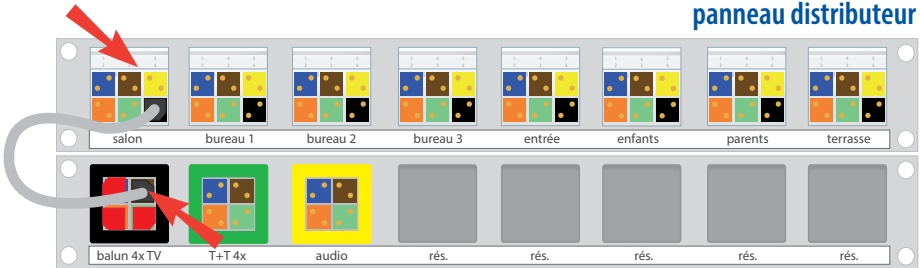 panneau distributeur
salon bureau 1 bureau 2 bureau 3 entrée enfants parents terrasse
balun 4x TV T+T 4x audio rés. rés. rés. rés. rés.